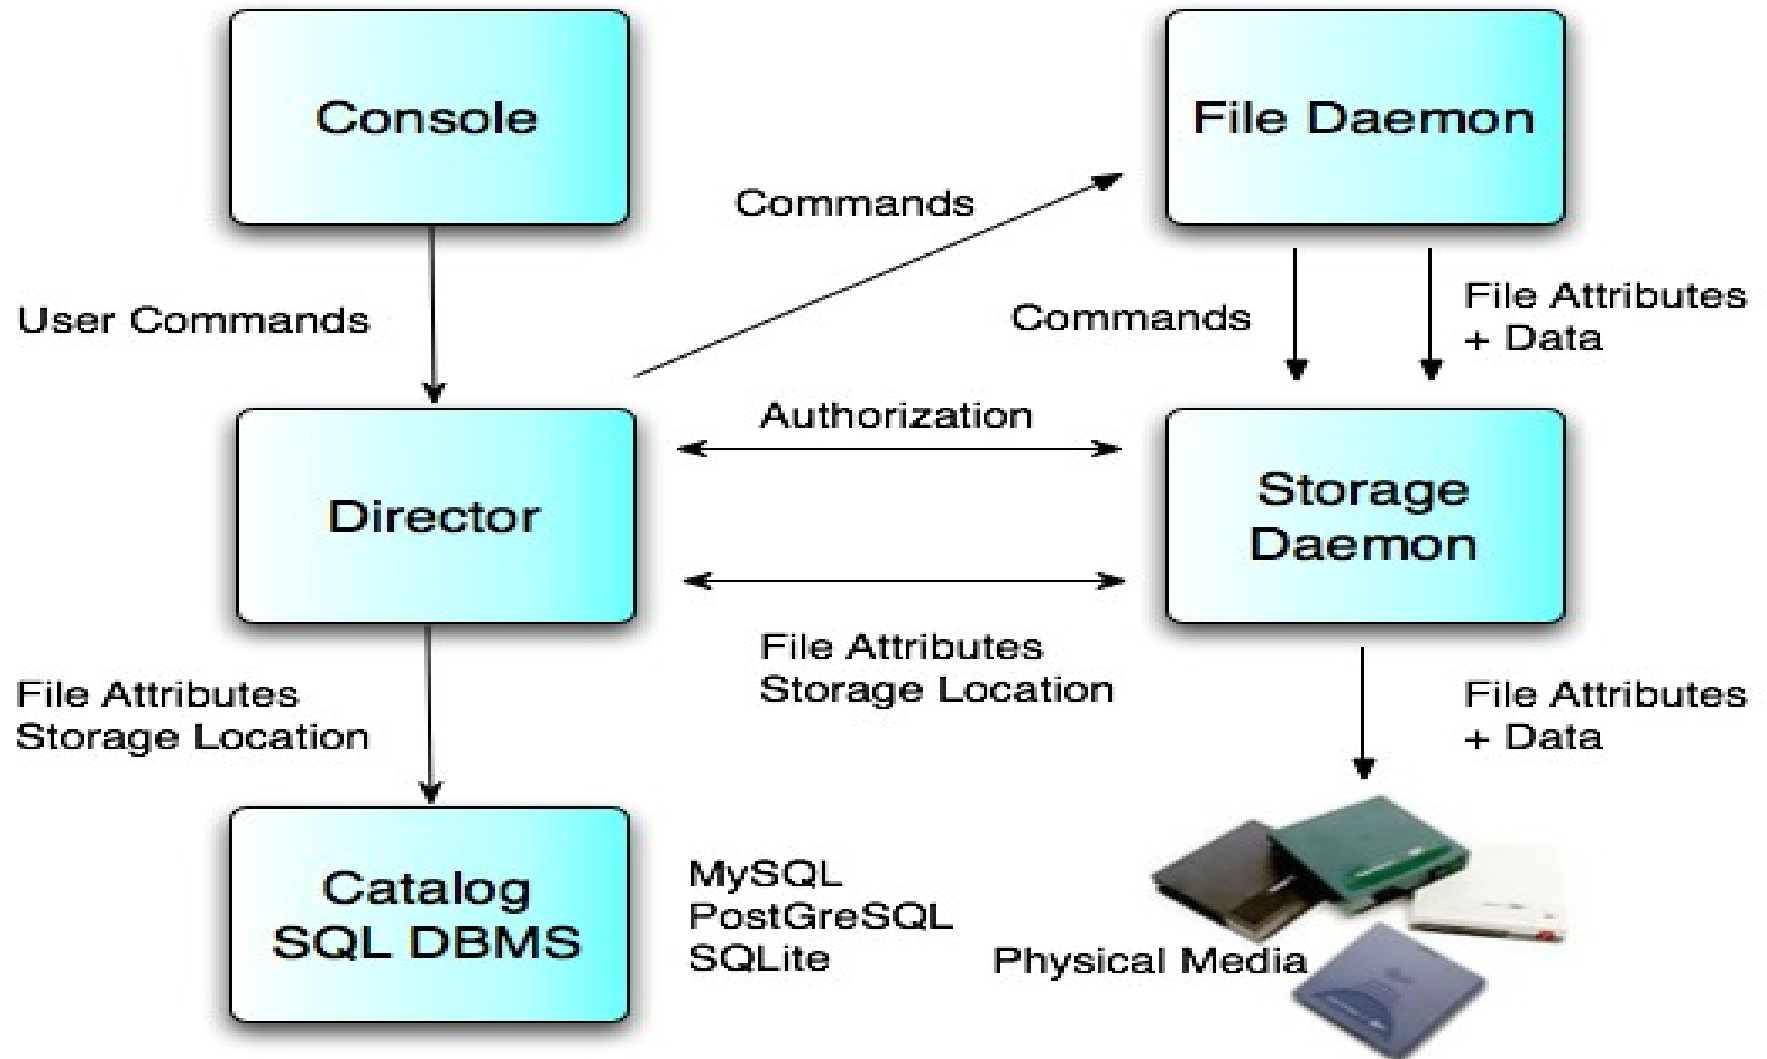 Console
File Daemon
Commands
User Commands
Commands
File Attributes
+ Data
Authorization
Director
Storage
Daemon
File Attributes
Storage Location
File Attributes
Storage Location
File Attributes
+ Data
Catalog
SQL DBMS
MySQL
PostGreSQL
SQLite
Physical Media